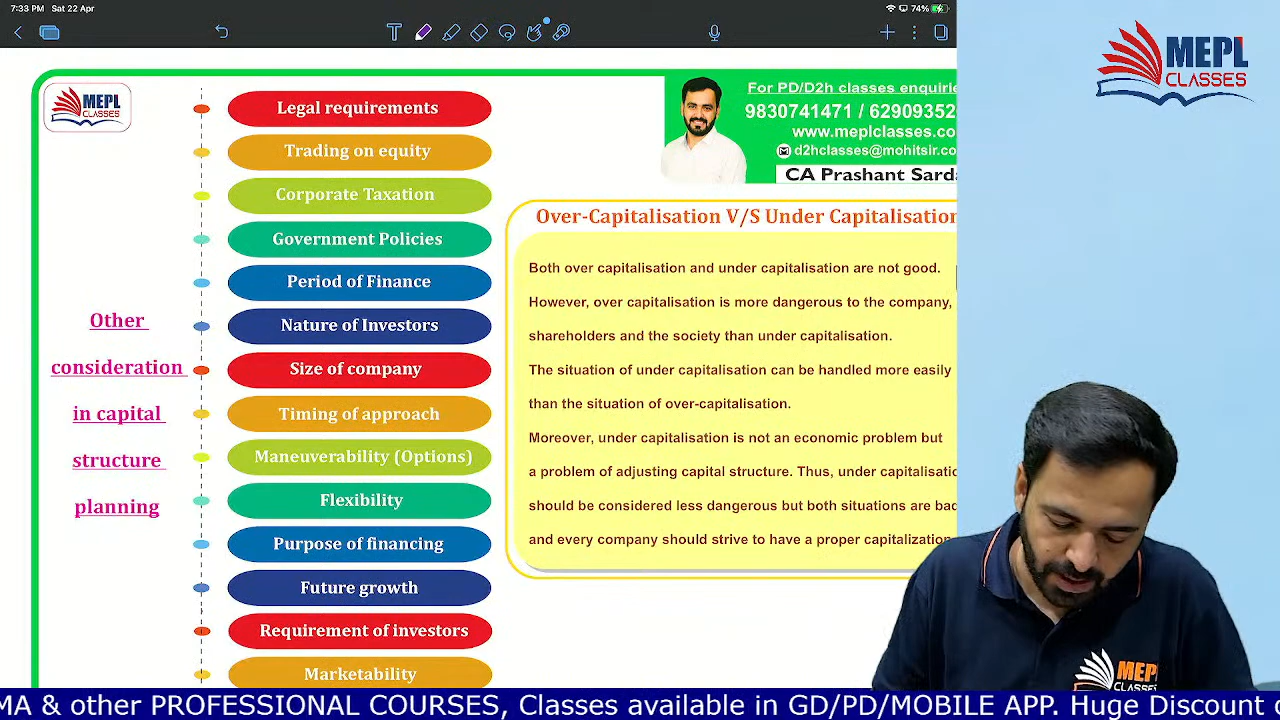 7:33 PM Sat 22 Apr
74%
MEPL
CLASSES
MEPL
CLASSES
For PD/D2h classes enquirie
9830741471 / 62909352
www.meplclasses.co
d2hclasses@mohitsir.co
CA Prashant Sarda
Other
consideration
in capital
structure
planning
Legal requirements
Trading on equity
Corporate Taxation
Government Policies
Period of Finance
Nature of Investors
Size of company
Timing of approach
Maneuverability (Options)
Flexibility
Purpose of financing
Future growth
Requirement of investors
Marketability
Over-Capitalisation V/S Under Capitalisation
Both over capitalisation and under capitalisation are not good.
However, over capitalisation is more dangerous to the company,
shareholders and the society than under capitalisation.
The situation of under capitalisation can be handled more easily
than the situation of over-capitalisation.
Moreover, under capitalisation is not an economic problem but
a problem of adjusting capital structure. Thus, under capitalisatio
should be considered less dangerous but both situations are bad
and every company should strive to have a proper capitalization
MEPL
CLASSES
MA & other PROFESSIONAL COURSES, Classes available in GD/PD/MOBILE APP. Huge Discount